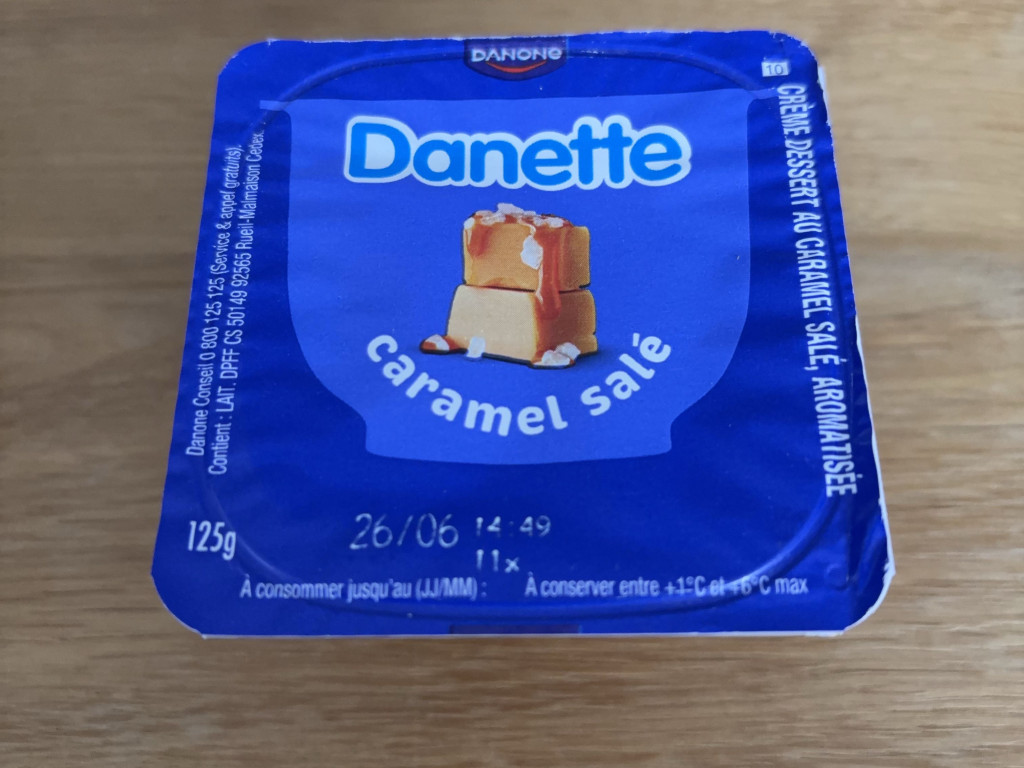 DANONE
10
Danette
caramel salé
CRÈME DESSERT AU CARAMEL SALÉ, AROMATISÉE
Danone Conseil 0 800 125 125 (Service & appel gratuits).
Contient : LAIT. DPFF CS 50149 92565 Rueil-Malmaison Cedex.
125g
26/06 14:49
11x
À consommer jusqu'au (JJ/MM) : À conserver entre +1°C et +6°C max